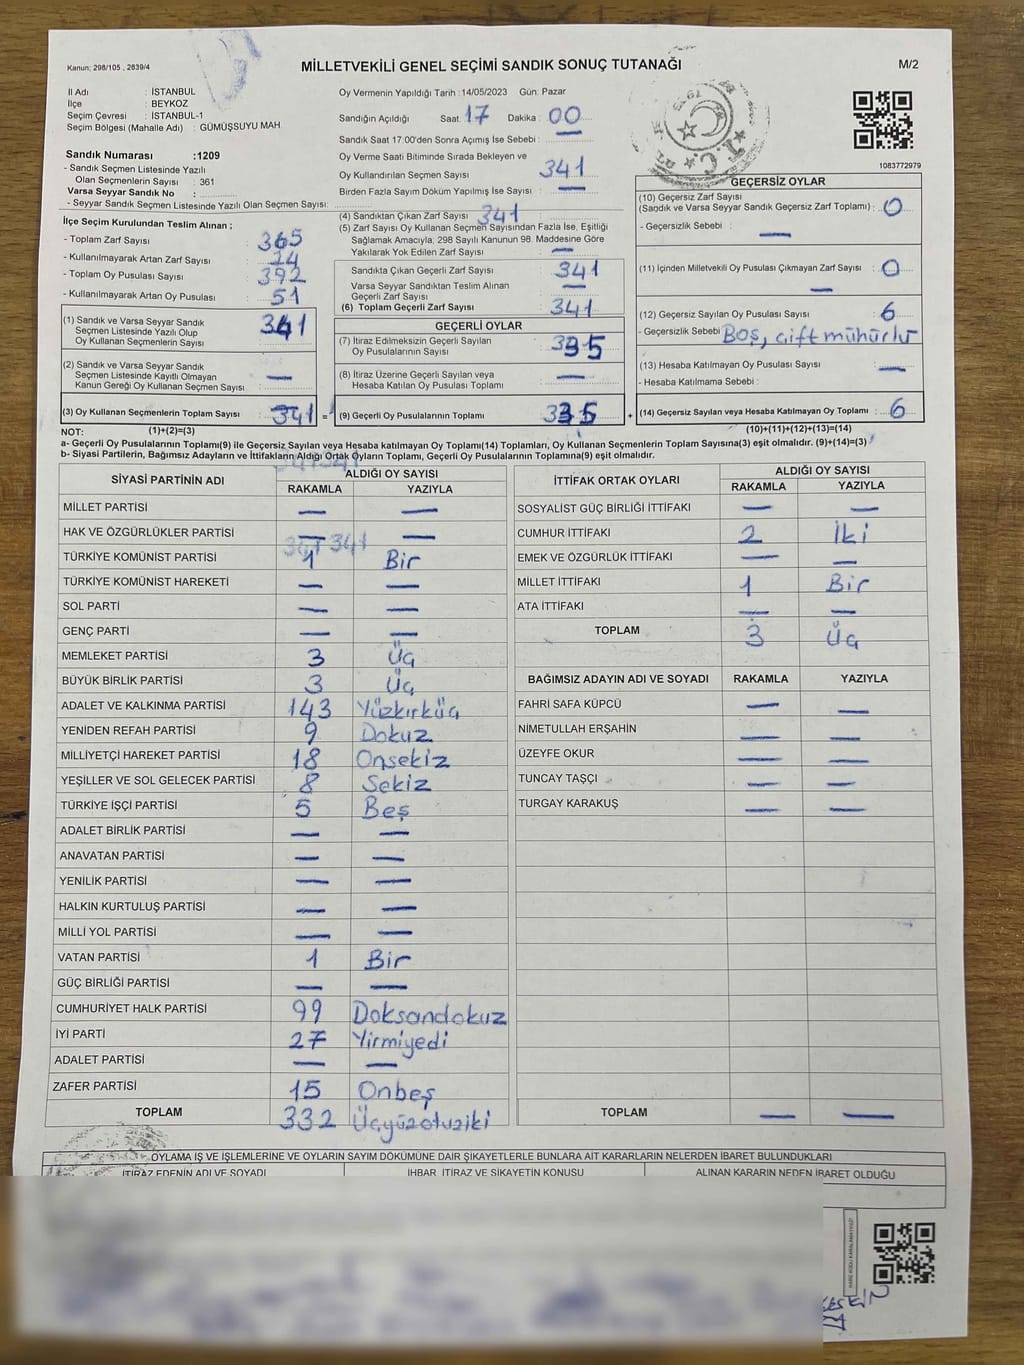 Kanun; 298/105 , 2839/4
MİLLETVEKİLİ GENEL SEÇİMİ SANDIK SONUÇ TUTANAĞI
M/2
İl Adı : İSTANBUL
İlçe : BEYKOZ
Seçim Çevresi : İSTANBUL-1
Seçim Bölgesi (Mahalle Adı) : GÜMÜŞSUYU MAH.
Sandık Numarası :1209
- Sandık Seçmen Listesinde Yazılı
Olan Seçmenlerin Sayısı : 361
Varsa Seyyar Sandık No :
- Seyyar Sandık Seçmen Listesinde Yazılı Olan Seçmen Sayısı:
Oy Vermenin Yapıldığı Tarih : 14/05/2023 Gün: Pazar
Sandığın Açıldığı Saat: 17 Dakika : 00
Sandık Saat 17:00'den Sonra Açımış İse Sebebi : —
Oy Verme Saati Bitiminde Sırada Bekleyen ve
Oy Kullandırılan Seçmen Sayısı 341
Birden Fazla Sayım Döküm Yapılmış İse Sayısı : —
T.C.
1083772979
İlçe Seçim Kurulundan Teslim Alınan ;
- Toplam Zarf Sayısı : 365
- Kullanılmayarak Artan Zarf Sayısı : 24
- Toplam Oy Pusulası Sayısı : 392
- Kullanılmayarak Artan Oy Pusulası : 51
(1) Sandık ve Varsa Seyyar Sandık
Seçmen Listesinde Yazılı Olup
Oy Kullanan Seçmenlerin Sayısı : 341
(2) Sandık ve Varsa Seyyar Sandık
Seçmen Listesinde Kayıtlı Olmayan
Kanun Gereği Oy Kullanan Seçmen Sayısı : —
(3) Oy Kullanan Seçmenlerin Toplam Sayısı : 341 =
(4) Sandıktan Çıkan Zarf Sayısı 341
(5) Zarf Sayısı Oy Kullanan Seçmen Sayısından Fazla İse, Eşitliği
Sağlamak Amacıyla, 298 Sayılı Kanunun 98. Maddesine Göre
Yakılarak Yok Edilen Zarf Sayısı : —
Sandıkta Çıkan Geçerli Zarf Sayısı 341
Varsa Seyyar Sandıktan Teslim Alınan
Geçerli Zarf Sayısı : —
(6) Toplam Geçerli Zarf Sayısı : 341
GEÇERLİ OYLAR
(7) İtiraz Edilmeksizin Geçerli Sayılan
Oy Pusulalarının Sayısı : 335
(8) İtiraz Üzerine Geçerli Sayılan veya
Hesaba Katılan Oy Pusulası Toplamı : —
(9) Geçerli Oy Pusulalarının Toplamı : 335 +
GEÇERSİZ OYLAR
(10) Geçersiz Zarf Sayısı
(Sandık ve Varsa Seyyar Sandık Geçersiz Zarf Toplamı) : 0
- Geçersizlik Sebebi : —
(11) İçinden Milletvekili Oy Pusulası Çıkmayan Zarf Sayısı : 0
—
(12) Geçersiz Sayılan Oy Pusulası Sayısı : 6
- Geçersizlik Sebebi : Boş, çift mühürlü
(13) Hesaba Katılmayan Oy Pusulası Sayısı : —
- Hesaba Katılmama Sebebi :
(14) Geçersiz Sayılan veya Hesaba Katılmayan Oy Toplamı : 6
NOT: (1)+(2)=(3) (10)+(11)+(12)+(13)=(14)
a- Geçerli Oy Pusulalarının Toplamı(9) ile Geçersiz Sayılan veya Hesaba katılmayan Oy Toplamı(14) Toplamları, Oy Kullanan Seçmenlerin Toplam Sayısına(3) eşit olmalıdır. (9)+(14)=(3)
b- Siyasi Partilerin, Bağımsız Adayların ve İttifakların Aldığı Ortak Oyların Toplamı, Geçerli Oy Pusulalarının Toplamına(9) eşit olmalıdır.
SİYASİ PARTİNİN ADI ALDIĞI OY SAYISI
RAKAMLA YAZIYLA
MİLLET PARTİSİ — —
HAK VE ÖZGÜRLÜKLER PARTİSİ — —
341 341
TÜRKİYE KOMÜNİST PARTİSİ 1 Bir
TÜRKİYE KOMÜNİST HAREKETİ — —
SOL PARTİ — —
GENÇ PARTİ — —
MEMLEKET PARTİSİ 3 Üç
BÜYÜK BİRLİK PARTİSİ 3 Üç
ADALET VE KALKINMA PARTİSİ 143 Yüzkırküç
YENİDEN REFAH PARTİSİ 9 Dokuz
MİLLİYETÇİ HAREKET PARTİSİ 18 Onsekiz
YEŞİLLER VE SOL GELECEK PARTİSİ 8 Sekiz
TÜRKİYE İŞÇİ PARTİSİ 5 Beş
ADALET BİRLİK PARTİSİ — —
ANAVATAN PARTİSİ — —
YENİLİK PARTİSİ — —
HALKIN KURTULUŞ PARTİSİ — —
MİLLİ YOL PARTİSİ — —
VATAN PARTİSİ 1 Bir
GÜÇ BİRLİĞİ PARTİSİ — —
CUMHURİYET HALK PARTİSİ 99 Doksandokuz
İYİ PARTİ 27 Yirmiyedi
ADALET PARTİSİ — —
ZAFER PARTİSİ 15 Onbeş
TOPLAM 332 Üçyüzotuziki
İTTİFAK ORTAK OYLARI ALDIĞI OY SAYISI
RAKAMLA YAZIYLA
SOSYALİST GÜÇ BİRLİĞİ İTTİFAKI — —
CUMHUR İTTİFAKI 2 İki
EMEK VE ÖZGÜRLÜK İTTİFAKI — —
MİLLET İTTİFAKI 1 Bir
ATA İTTİFAKI — —
TOPLAM 3 Üç
BAĞIMSIZ ADAYIN ADI VE SOYADI RAKAMLA YAZIYLA
FAHRİ SAFA KÜPCÜ — —
NİMETULLAH ERŞAHİN — —
ÜZEYFE OKUR — —
TUNCAY TAŞÇI — —
TURGAY KARAKUŞ — —
TOPLAM — —
OYLAMA İŞ VE İŞLEMLERİNE VE OYLARIN SAYIM DÖKÜMÜNE DAİR ŞİKAYETLERLE BUNLARA AİT KARARLARIN NELERDEN İBARET BULUNDUKLARI
İTİRAZ EDENİN ADI VE SOYADI İHBAR, İTİRAZ VE ŞİKAYETİN KONUSU ALINAN KARARIN NEDEN İBARET OLDUĞU